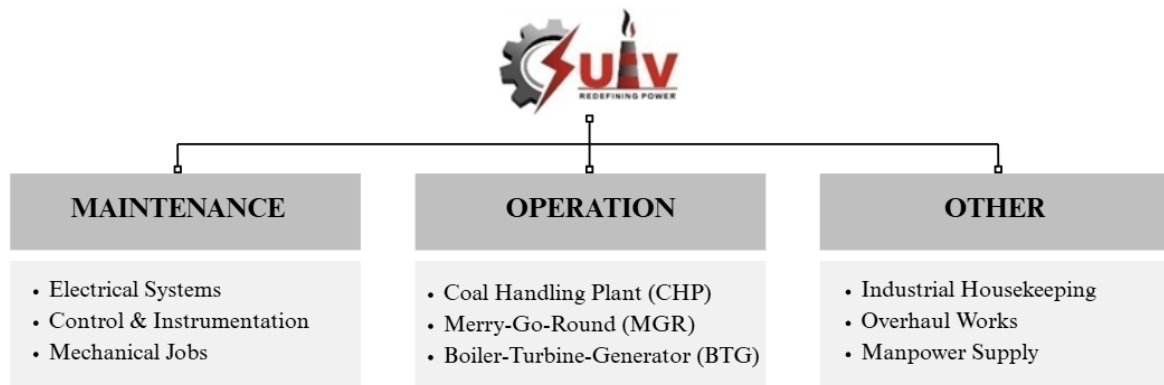 SUEV
REDEFINING POWER
MAINTENANCE
• Electrical Systems
• Control & Instrumentation
• Mechanical Jobs
OPERATION
• Coal Handling Plant (CHP)
• Merry-Go-Round (MGR)
• Boiler-Turbine-Generator (BTG)
OTHER
• Industrial Housekeeping
• Overhaul Works
• Manpower Supply